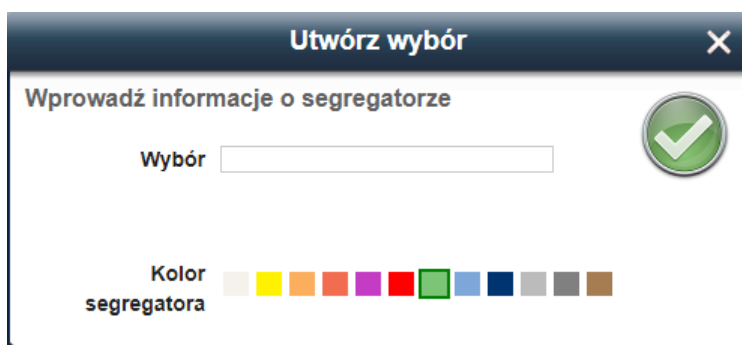 Utwórz wybór
Wprowadź informacje o segregatorze
Wybór
Kolor
segregatora